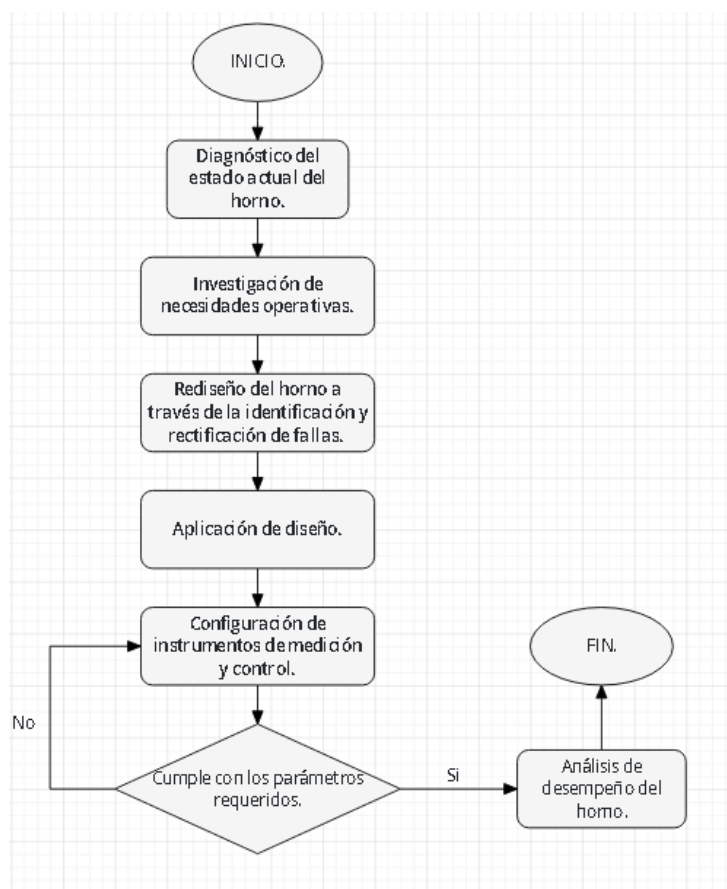 INICIO.
Diagnóstico del
estado actual del
horno.
Investigación de
necesidades operativas.
Rediseño del horno a
través de la identificación y
rectificación de fallas.
Aplicación de diseño.
Configuración de
instrumentos de medición
y control.
No
Cumple con los parámetros
requeridos.
Si
Análisis de
desempeño del
horno.
FIN.